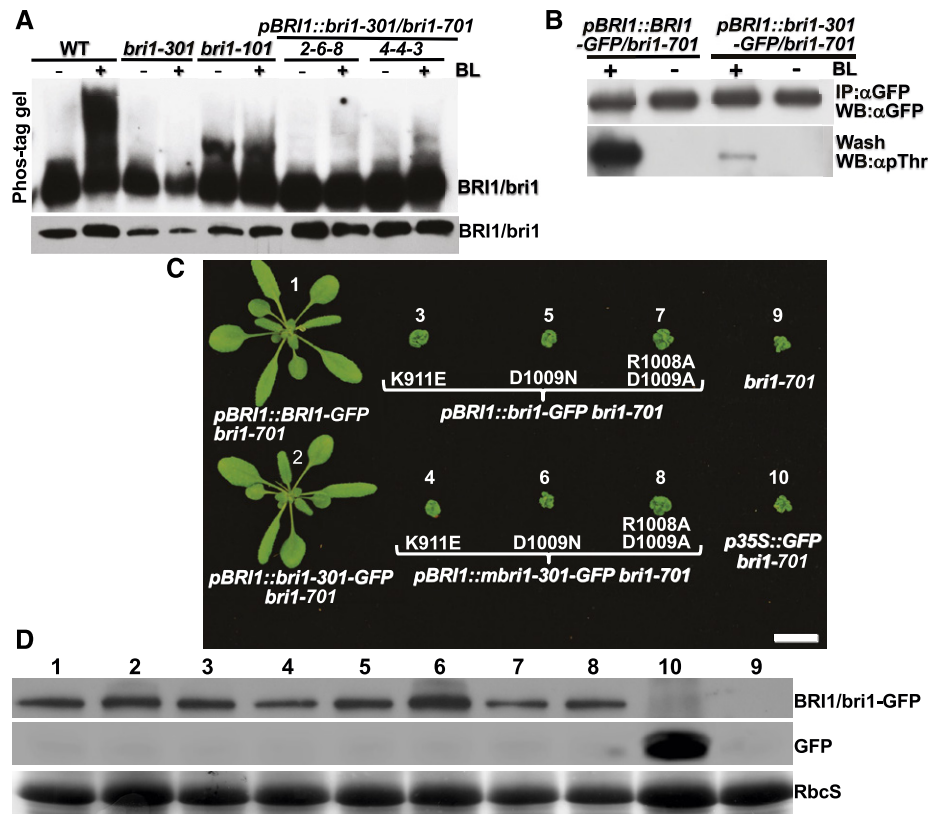 A
pBRI1::bri1-301/bri1-701
WT bri1-301 bri1-101 2-6-8 4-4-3
- + - + - + - + - + BL
Phos-tag gel
BRI1/bri1
BRI1/bri1
B
pBRI1::BRI1
-GFP/bri1-701
pBRI1::bri1-301
-GFP/bri1-701
+ - + - BL
IP:αGFP
WB:αGFP
Wash
WB:αpThr
C
1
3 5 7 9
K911E D1009N R1008A
D1009A
bri1-701
pBRI1::BRI1-GFP
bri1-701
pBRI1::bri1-GFP bri1-701
2
4 6 8 10
K911E D1009N R1008A
D1009A
p35S::GFP
bri1-701
pBRI1::bri1-301-GFP
bri1-701
pBRI1::mbri1-301-GFP bri1-701
D
1 2 3 4 5 6 7 8 10 9
BRI1/bri1-GFP
GFP
RbcS